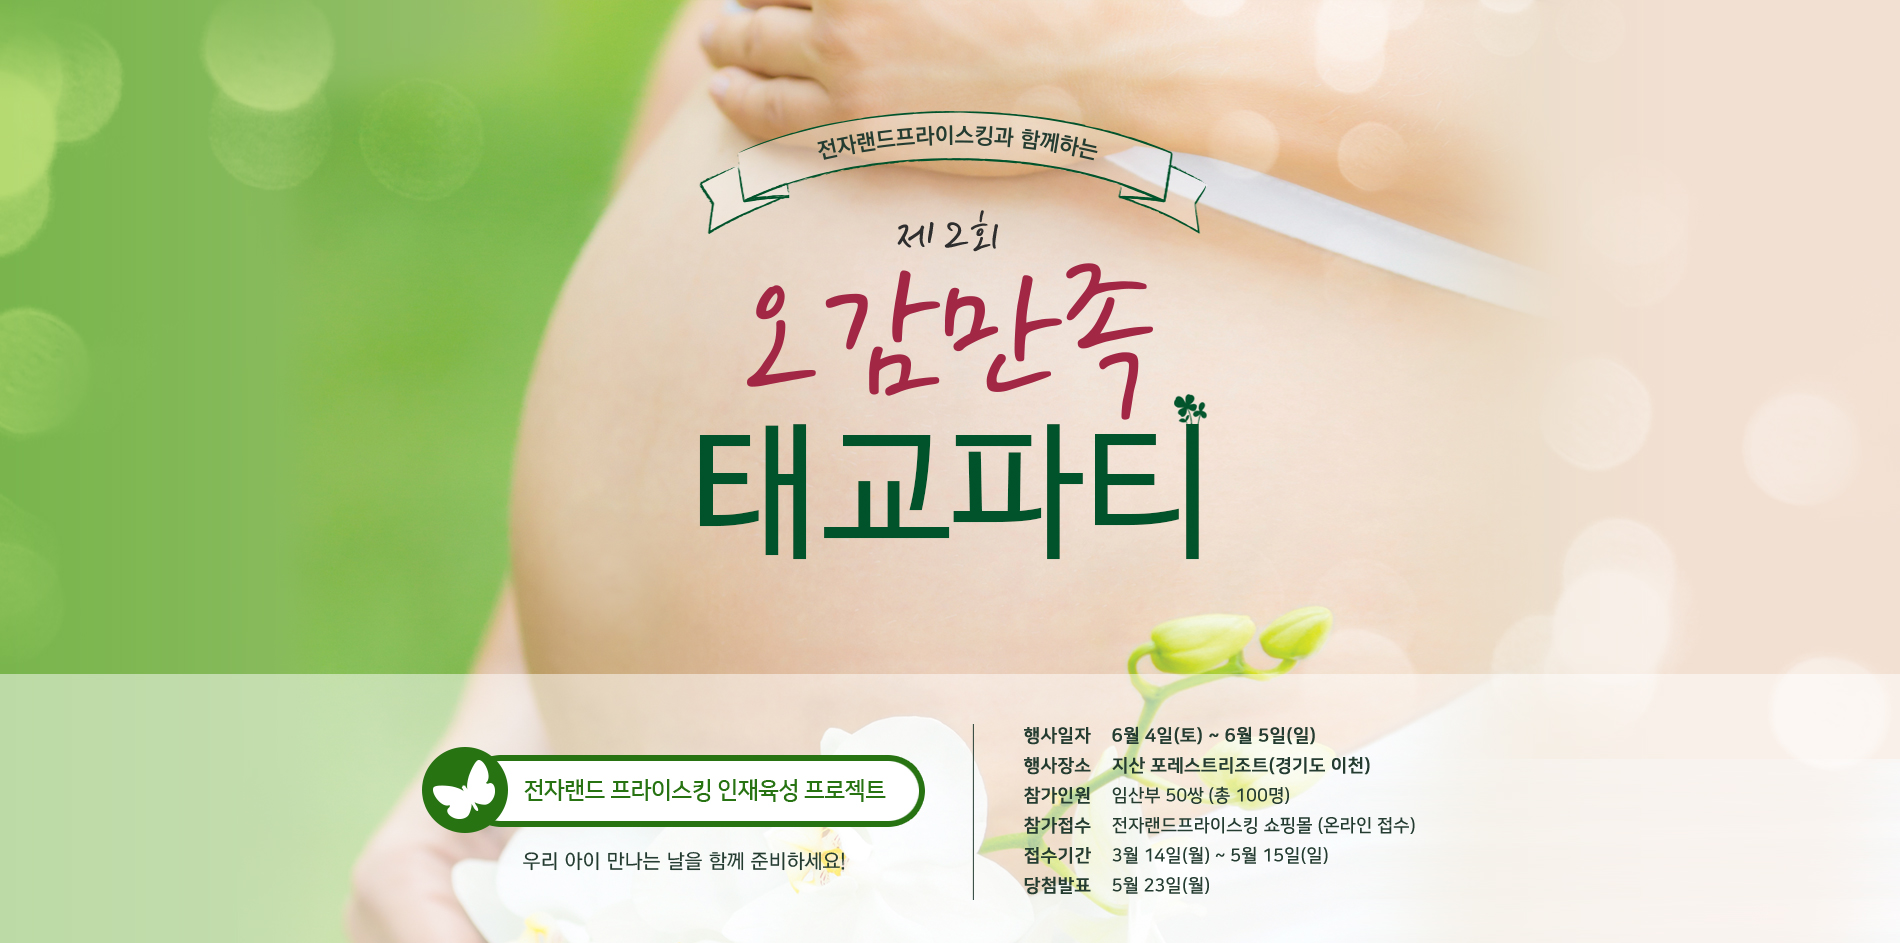 전자랜드프라이스킹과 함께하는
제2회
오감만족
태교파티
전자랜드 프라이스킹 인재육성 프로젝트
우리 아이 만나는 날을 함께 준비하세요!
행사일자 6월 4일(토) ~ 6월 5일(일)
행사장소 지산 포레스트리조트(경기도 이천)
참가인원 임산부 50쌍 (총 100명)
참가접수 전자랜드프라이스킹 쇼핑몰 (온라인 접수)
접수기간 3월 14일(월) ~ 5월 15일(일)
당첨발표 5월 23일(월)